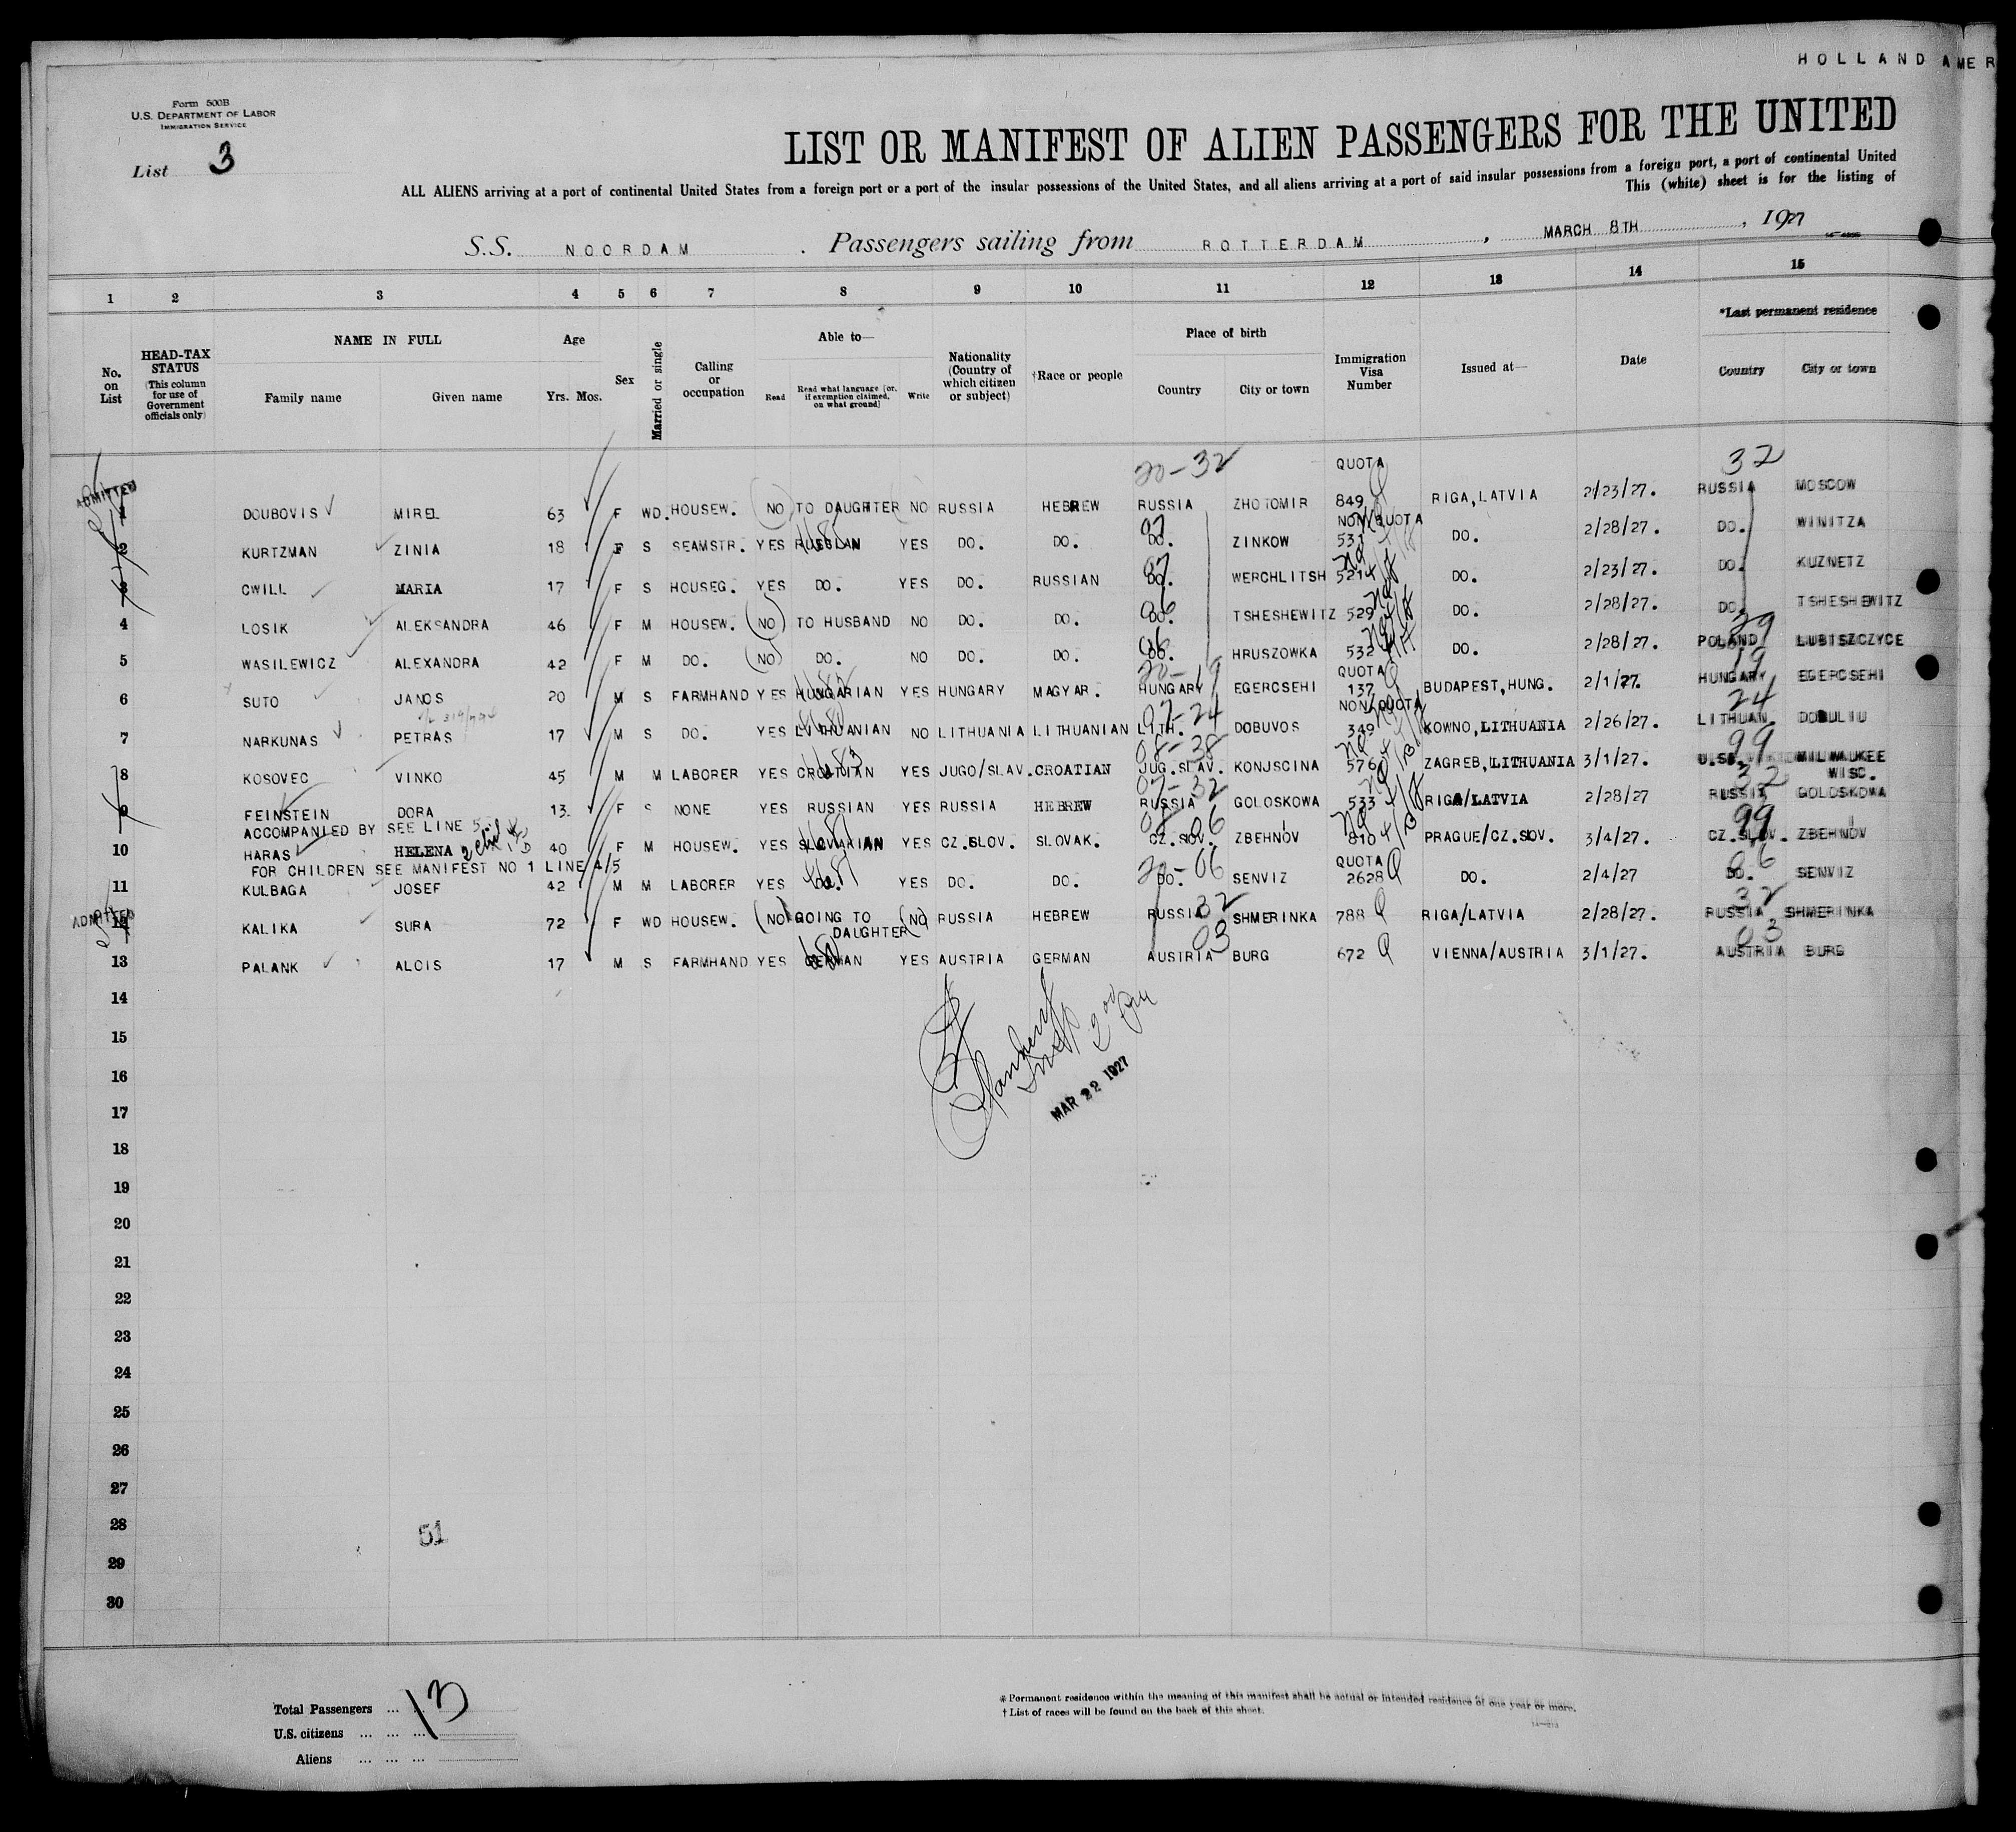 HOLLAND AMER
Form 500B
U.S. DEPARTMENT OF LABOR
IMMIGRATION SERVICE
List 3
LIST OR MANIFEST OF ALIEN PASSENGERS FOR THE UNITED
ALL ALIENS arriving at a port of continental United States from a foreign port or a port of the insular possessions of the United States, and all aliens arriving at a port of said insular possessions from a foreign port, a port of continental United
This (white) sheet is for the listing of
S.S. NOORDAM . Passengers sailing from ROTTERDAM , MARCH 8TH , 1927
1 2 3 4 5 6 7 8 9 10 11 12 13 14 15
No. on List
HEAD-TAX STATUS (This column for use of Government officials only)
NAME IN FULL Family name Given name
Age Yrs. Mos.
Sex
Married or single
Calling or occupation
Able to— Read Read what language [or, if exemption claimed, on what ground] Write
Nationality (Country of which citizen or subject)
†Race or people
Place of birth Country City or town
Immigration Visa Number
Issued at—
Date
*Last permanent residence Country City or town
20-32 QUOTA 32
ADMITTED
1 DOUBOVIS MIREL 63 F WD. HOUSEW. NO TO DAUGHTER NO RUSSIA HEBREW RUSSIA ZHOTOMIR 849 RIGA,LATVIA 2/23/27. RUSSIA MOSCOW
NON/QUOTA
2 KURTZMAN ZINIA 18 F S SEAMSTR. YES RUSSIAN YES DO. DO. DO. ZINKOW 531 DO. 2/28/27. DO. WINITZA
3 CWILL MARIA 17 F S HOUSEG. YES DO. YES DO. RUSSIAN DO. WERCHLITSH 5214 DO. 2/23/27. DO. KUZNETZ
4 LOSIK ALEKSANDRA 46 F M HOUSEW. NO TO HUSBAND NO DO. DO. DO. TSHESHEWITZ 529 DO. 2/28/27. DO. TSHESHEWITZ
5 WASILEWICZ ALEXANDRA 42 F M DO. NO DO. NO DO. DO. DO. HRUSZOWKA 532 DO. 2/28/27. POLAND LUBISZCZYCE
QUOTA
6 SUTO JANOS 20 M S FARMHAND YES HUNGARIAN YES HUNGARY MAGYAR. HUNGARY EGERCSEHI 137 BUDAPEST,HUNG. 2/1/27. HUNGARY EGERCSEHI
NON/QUOTA
7 NARKUNAS PETRAS 17 M S DO. YES LITHUANIAN NO LITHUANIA LITHUANIAN LITH. DOBUVOS 349 KOWNO,LITHUANIA 2/26/27. LITHUAN. DOBULIU
8 KOSOVEC VINKO 45 M M LABORER YES CROATIAN YES JUGO/SLAV. CROATIAN JUG.SLAV. KONJSCINA 576 ZAGREB,LITHUANIA 3/1/27. U.S. MILWAUKEE
WISC.
9 FEINSTEIN DORA 13 F S NONE YES RUSSIAN YES RUSSIA HEBREW RUSSIA GOLOSKOWA 533 RIGA/LATVIA 2/28/27 RUSSIA GOLOSKOWA
ACCOMPANIED BY SEE LINE 5
10 HARAS HELENA 40 F M HOUSEW. YES SLOVAKIAN YES CZ.SLOV. SLOVAK. CZ.SLOV. ZBEHNOV 810 PRAGUE/CZ.SLOV. 3/4/27. CZ.SLOV. ZBEHNOV
FOR CHILDREN SEE MANIFEST NO 1 LINE 4/5 QUOTA
11 KULBAGA JOSEF 42 M M LABORER YES DO. YES DO. DO. DO. SENVIZ 2628 DO. 2/4/27 DO. SENVIZ
ADMITTED
12 KALIKA SURA 72 F WD HOUSEW. NO GOING TO DAUGHTER NO RUSSIA HEBREW RUSSIA SHMERINKA 788 RIGA/LATVIA 2/28/27. RUSSIA SHMERINKA
13 PALANK ALOIS 17 M S FARMHAND YES GERMAN YES AUSTRIA GERMAN AUSTRIA BURG 672 VIENNA/AUSTRIA 3/1/27. AUSTRIA BURG
14
15
16
MAR 22 1927
17
18
19
20
21
22
23
24
25
26
27
28
51
29
30
Total Passengers ... ... 13
U.S. citizens ... ... ...
Aliens ... ... ...
* Permanent residence within the meaning of this manifest shall be actual or intended residence of one year or more.
† List of races will be found on the back of this sheet.